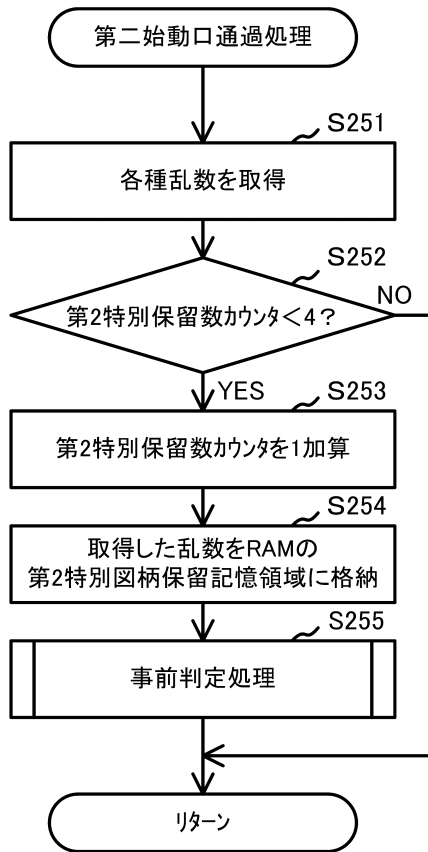 第二始動口通過処理
S251
各種乱数を取得
S252
第2特別保留数カウンタ<4?
NO
YES
S253
第2特別保留数カウンタを1加算
S254
取得した乱数をRAMの
第2特別図柄保留記憶領域に格納
S255
事前判定処理
リターン